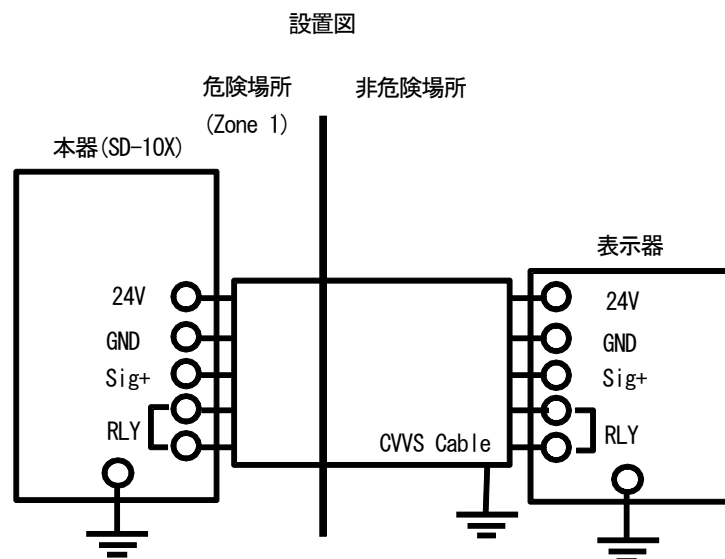 設置図
危険場所
(Zone 1)
非危険場所
本器(SD-10X)
24V
GND
Sig+
RLY
CVVS Cable
表示器
24V
GND
Sig+
RLY